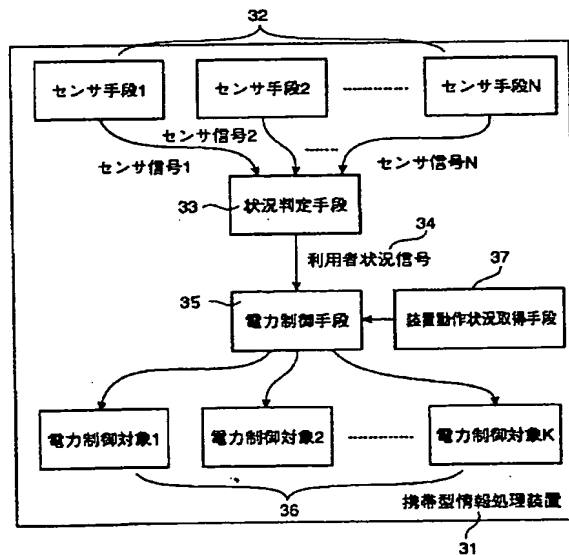 32
センサ手段1
センサ手段2
センサ手段N
センサ信号2
センサ信号1
センサ信号N
33
状況判定手段
34
利用者状況信号
35
37
電力制御手段
装置動作状況取得手段
電力制御対象1
電力制御対象2
電力制御対象K
36
携帯型情報処理装置
31